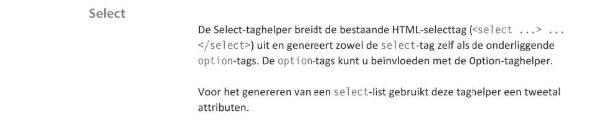 Select
De Select-taghelper breidt de bestaande HTML-selecttag (<select ...> ...
</select>) uit en genereert zowel de select-tag zelf als de onderliggende
option-tags. De option-tags kunt u beïnvloeden met de Option-taghelper.
Voor het genereren van een select-list gebruikt deze taghelper een tweetal
attributen.